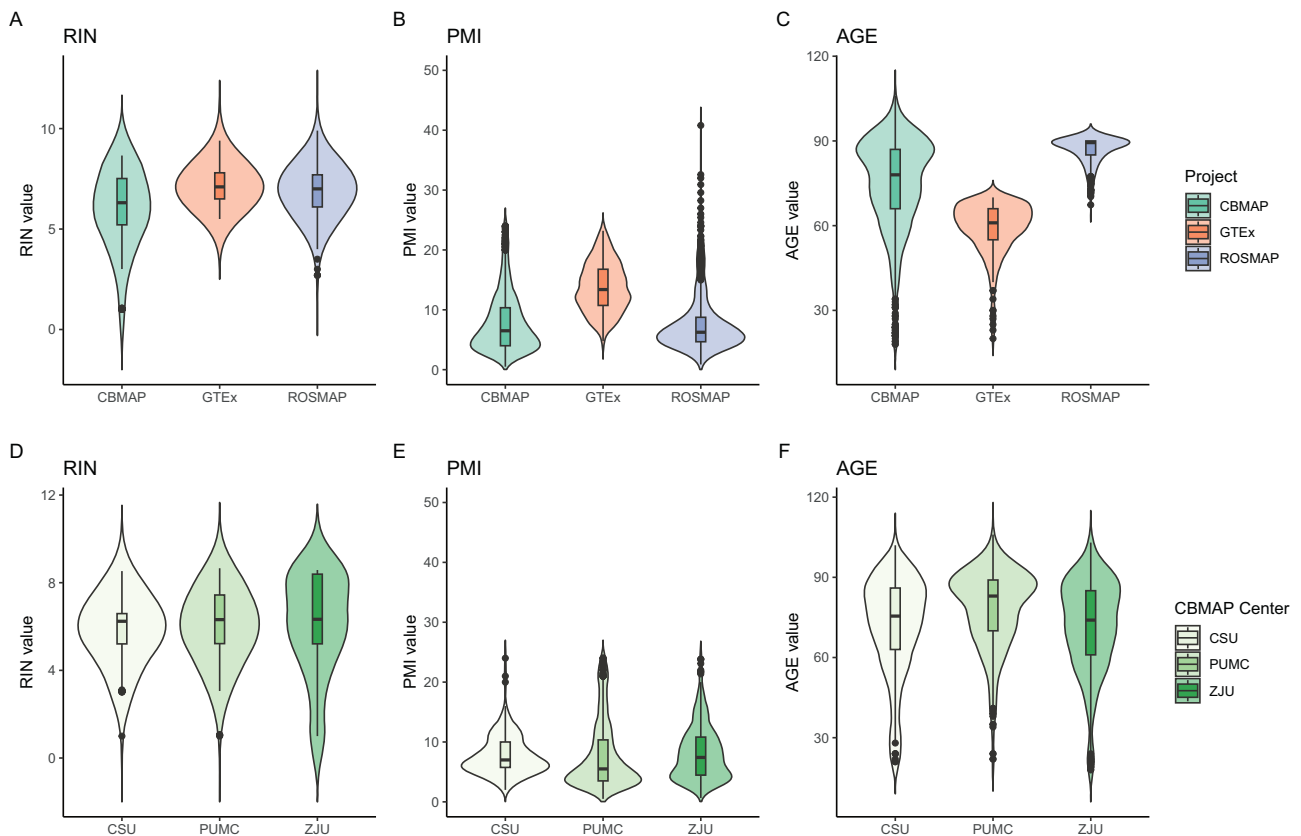 A
RIN
RIN value
10
5
0
CBMAP
GTEx
ROSMAP
B
PMI
PMI value
50
40
30
20
10
0
CBMAP
GTEx
ROSMAP
C
AGE
AGE value
120
90
60
30
CBMAP
GTEx
ROSMAP
Project
CBMAP
GTEx
ROSMAP
D
RIN
RIN value
12
8
4
0
CSU
PUMC
ZJU
E
PMI
PMI value
50
40
30
20
10
0
CSU
PUMC
ZJU
F
AGE
AGE value
120
90
60
30
CSU
PUMC
ZJU
CBMAP Center
CSU
PUMC
ZJU